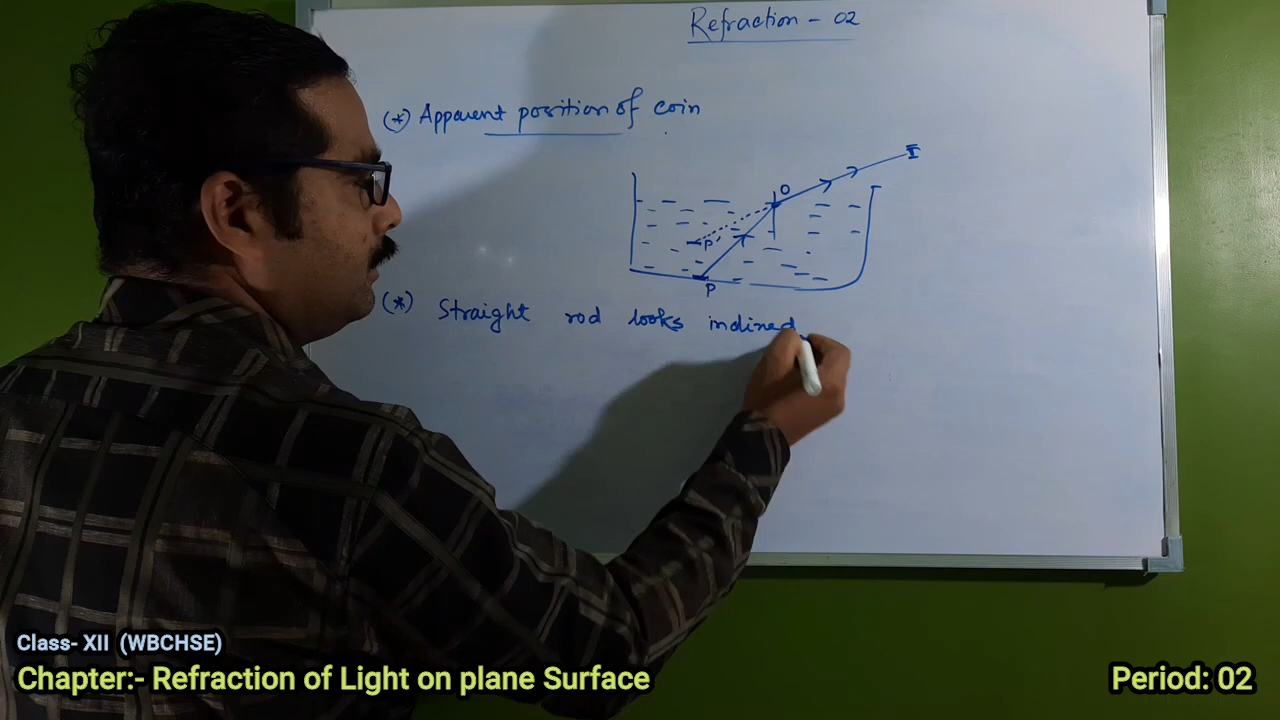 Refraction - 02
(*) Apparent position of coin
I
O
P'
P
(*) Straight rod looks inclined
Class- XII (WBCHSE)
Chapter:- Refraction of Light on plane Surface
Period: 02